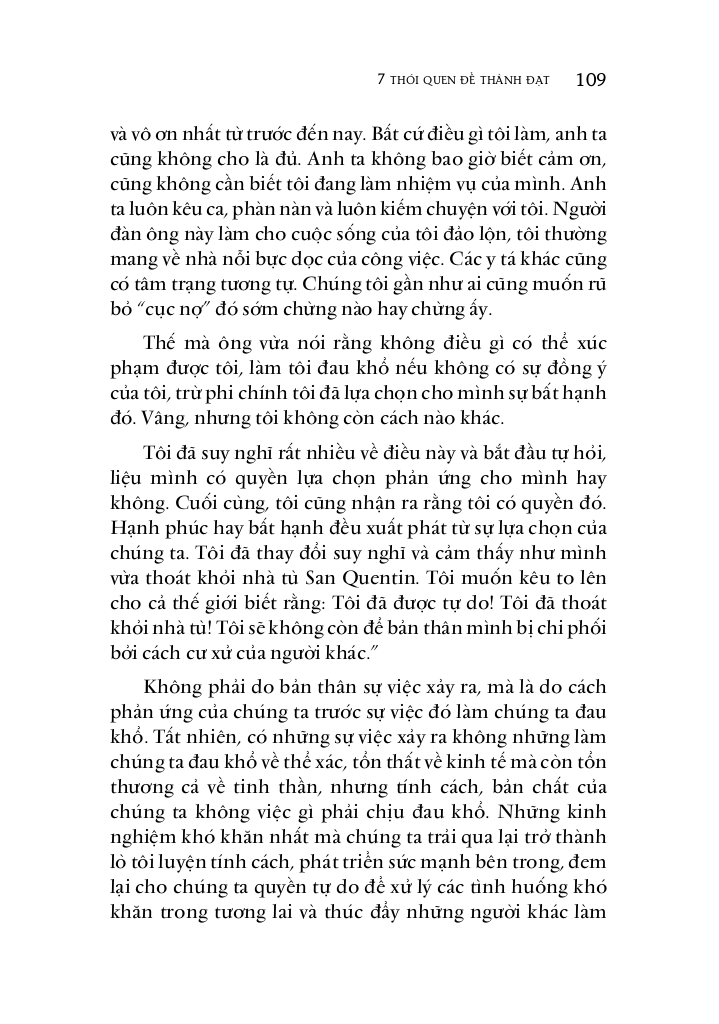 7 THÓI QUEN ĐỂ THÀNH ĐẠT 109
và vô ơn nhất từ trước đến nay. Bất cứ điều gì tôi làm, anh ta
cũng không cho là đủ. Anh ta không bao giờ biết cảm ơn,
cũng không cần biết tôi đang làm nhiệm vụ của mình. Anh
ta luôn kêu ca, phàn nàn và luôn kiếm chuyện với tôi. Người
đàn ông này làm cho cuộc sống của tôi đảo lộn, tôi thường
mang về nhà nỗi bực dọc của công việc. Các y tá khác cũng
có tâm trạng tương tự. Chúng tôi gần như ai cũng muốn rũ
bỏ “cục nợ” đó sớm chừng nào hay chừng ấy.
Thế mà ông vừa nói rằng không điều gì có thể xúc
phạm được tôi, làm tôi đau khổ nếu không có sự đồng ý
của tôi, trừ phi chính tôi đã lựa chọn cho mình sự bất hạnh
đó. Vâng, nhưng tôi không còn cách nào khác.
Tôi đã suy nghĩ rất nhiều về điều này và bắt đầu tự hỏi,
liệu mình có quyền lựa chọn phản ứng cho mình hay
không. Cuối cùng, tôi cũng nhận ra rằng tôi có quyền đó.
Hạnh phúc hay bất hạnh đều xuất phát từ sự lựa chọn của
chúng ta. Tôi đã thay đổi suy nghĩ và cảm thấy như mình
vừa thoát khỏi nhà tù San Quentin. Tôi muốn kêu to lên
cho cả thế giới biết rằng: Tôi đã được tự do! Tôi đã thoát
khỏi nhà tù! Tôi sẽ không còn để bản thân mình bị chi phối
bởi cách cư xử của người khác.”
Không phải do bản thân sự việc xảy ra, mà là do cách
phản ứng của chúng ta trước sự việc đó làm chúng ta đau
khổ. Tất nhiên, có những sự việc xảy ra không những làm
chúng ta đau khổ về thể xác, tổn thất về kinh tế mà còn tổn
thương cả về tinh thần, nhưng tính cách, bản chất của
chúng ta không việc gì phải chịu đau khổ. Những kinh
nghiệm khó khăn nhất mà chúng ta trải qua lại trở thành
lò tôi luyện tính cách, phát triển sức mạnh bên trong, đem
lại cho chúng ta quyền tự do để xử lý các tình huống khó
khăn trong tương lai và thúc đẩy những người khác làm